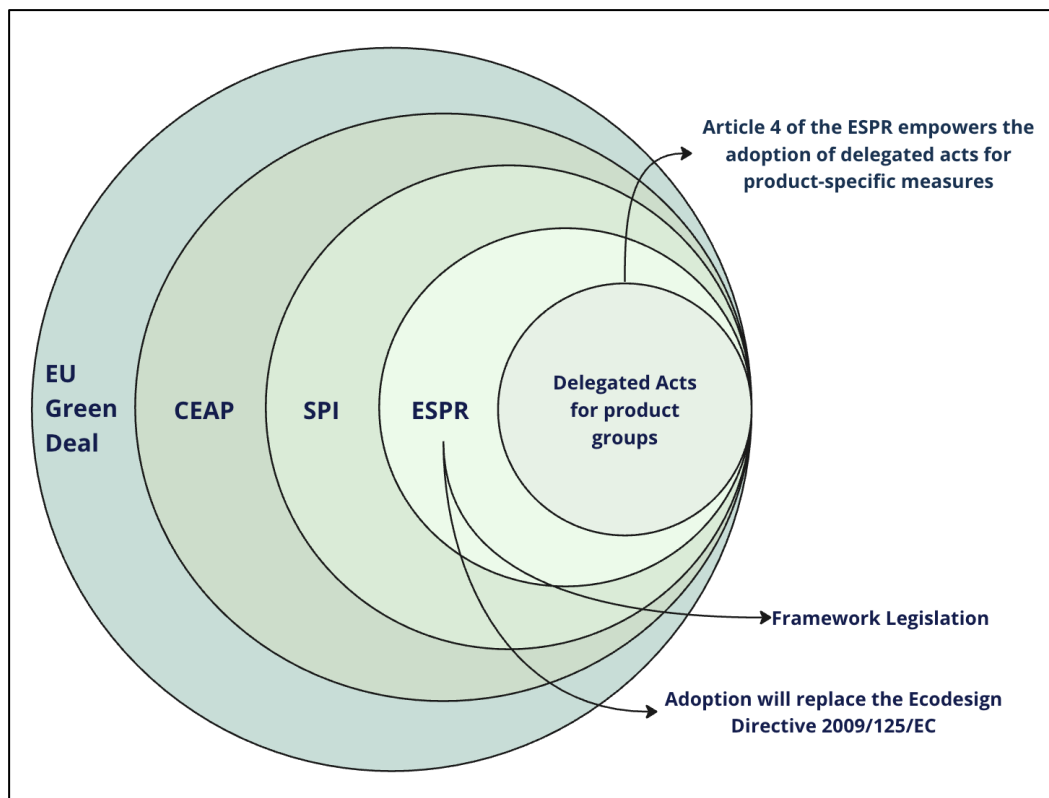 Article 4 of the ESPR empowers the
adoption of delegated acts for
product-specific measures
EU
Green
Deal
CEAP
SPI
ESPR
Delegated Acts
for product
groups
Framework Legislation
Adoption will replace the Ecodesign
Directive 2009/125/EC